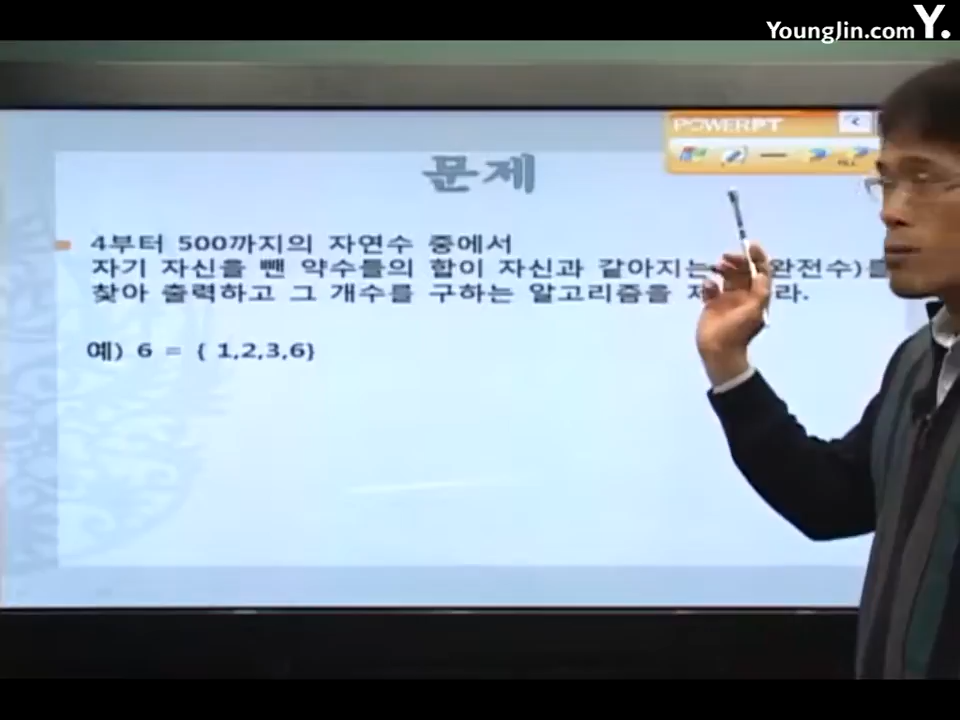 YoungJin.com Y.
POWERPT
문제
4부터 500까지의 자연수 중에서
자기 자신을 뺀 약수들의 합이 자신과 같아지는 완전수)를
찾아 출력하고 그 개수를 구하는 알고리즘을 라.
예) 6 = { 1,2,3,6}